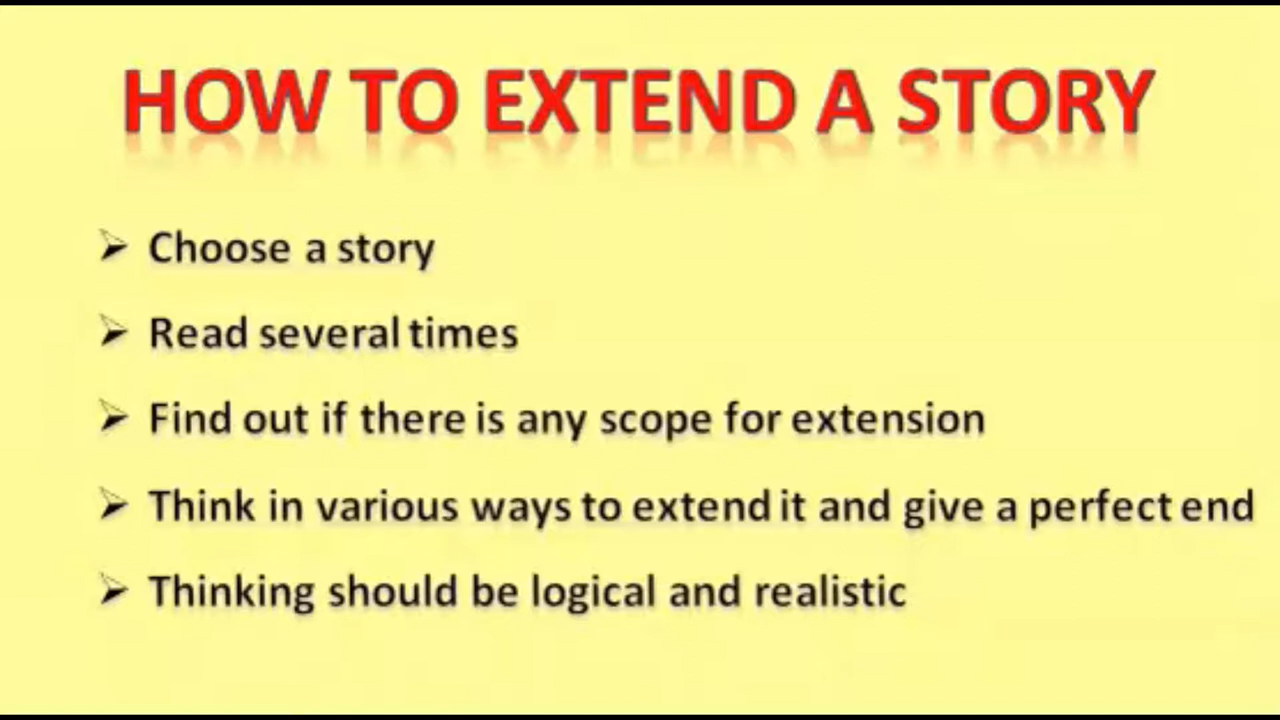 HOW TO EXTEND A STORY
➢ Choose a story
➢ Read several times
➢ Find out if there is any scope for extension
➢ Think in various ways to extend it and give a perfect end
➢ Thinking should be logical and realistic